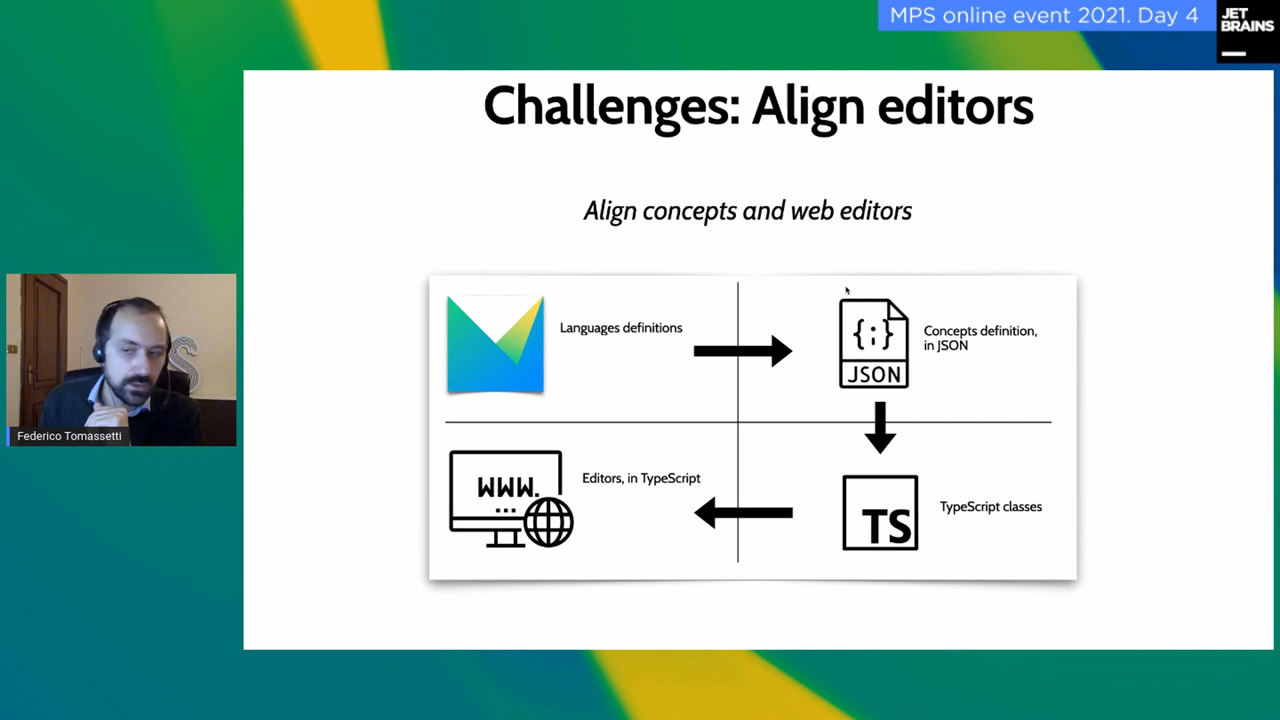 MPS online event 2021. Day 4
JET
BRAINS
Challenges: Align editors
Align concepts and web editors
Languages definitions
{;}
JSON
Concepts definition,
in JSON
WWW.
...
Editors, in TypeScript
TS
TypeScript classes
Federico Tomassetti